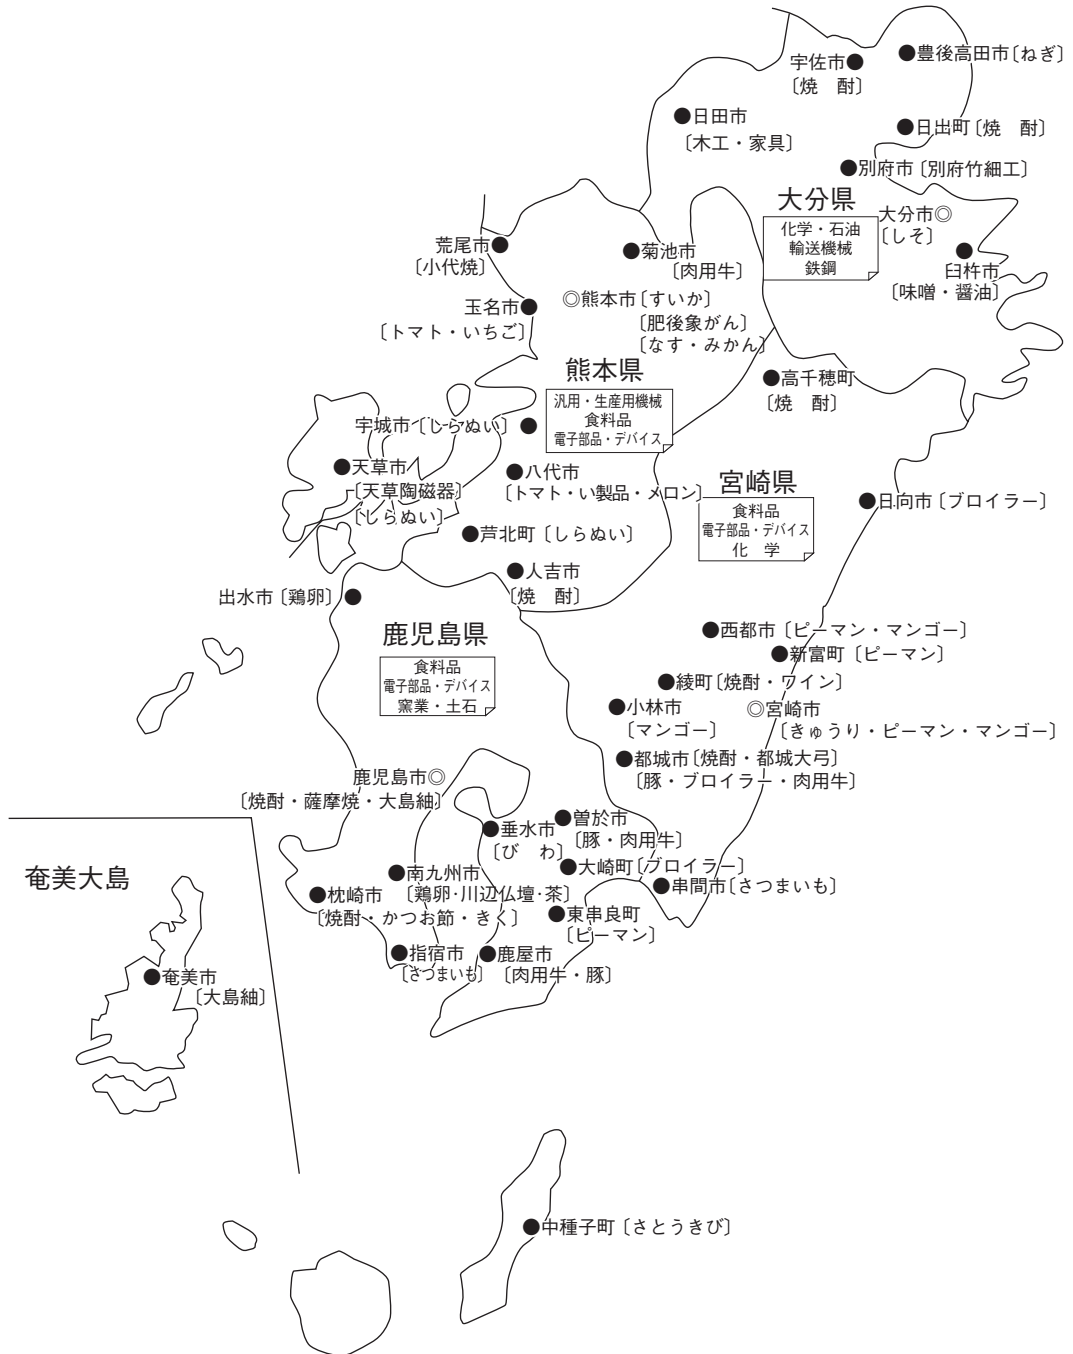 豊後高田市〔ねぎ〕
宇佐市
〔焼　酎〕
日田市
〔木工・家具〕
日出町〔焼　酎〕
別府市〔別府竹細工〕
大分県
化学・石油
輸送機械
鉄鋼
大分市◎
〔しそ〕
臼杵市
〔味噌・醤油〕
荒尾市
〔小代焼〕
菊池市
〔肉用牛〕
玉名市
〔トマト・いちご〕
◎熊本市〔すいか〕
〔肥後象がん〕
〔なす・みかん〕
熊本県
汎用・生産用機械
食料品
電子部品・デバイス
高千穂町
〔焼　酎〕
宇城市〔しらぬい〕
天草市
〔天草陶磁器〕
〔しらぬい〕
八代市
〔トマト・い製品・メロン〕
宮崎県
食料品
電子部品・デバイス
化　学
日向市〔ブロイラー〕
芦北町〔しらぬい〕
人吉市
〔焼　酎〕
出水市〔鶏卵〕
鹿児島県
食料品
電子部品・デバイス
窯業・土石
西都市〔ピーマン・マンゴー〕
新富町〔ピーマン〕
綾町〔焼酎・ワイン〕
小林市
〔マンゴー〕
◎宮崎市
〔きゅうり・ピーマン・マンゴー〕
都城市〔焼酎・都城大弓〕
〔豚・ブロイラー・肉用牛〕
鹿児島市◎
〔焼酎・薩摩焼・大島紬〕
垂水市
〔び　わ〕
曽於市
〔豚・肉用牛〕
大崎町〔ブロイラー〕
串間市〔さつまいも〕
南九州市
〔鶏卵・川辺仏壇・茶〕
枕崎市
〔焼酎・かつお節・きく〕
東串良町
〔ピーマン〕
指宿市
〔さつまいも〕
鹿屋市
〔肉用牛・豚〕
奄美大島
奄美市
〔大島紬〕
中種子町〔さとうきび〕